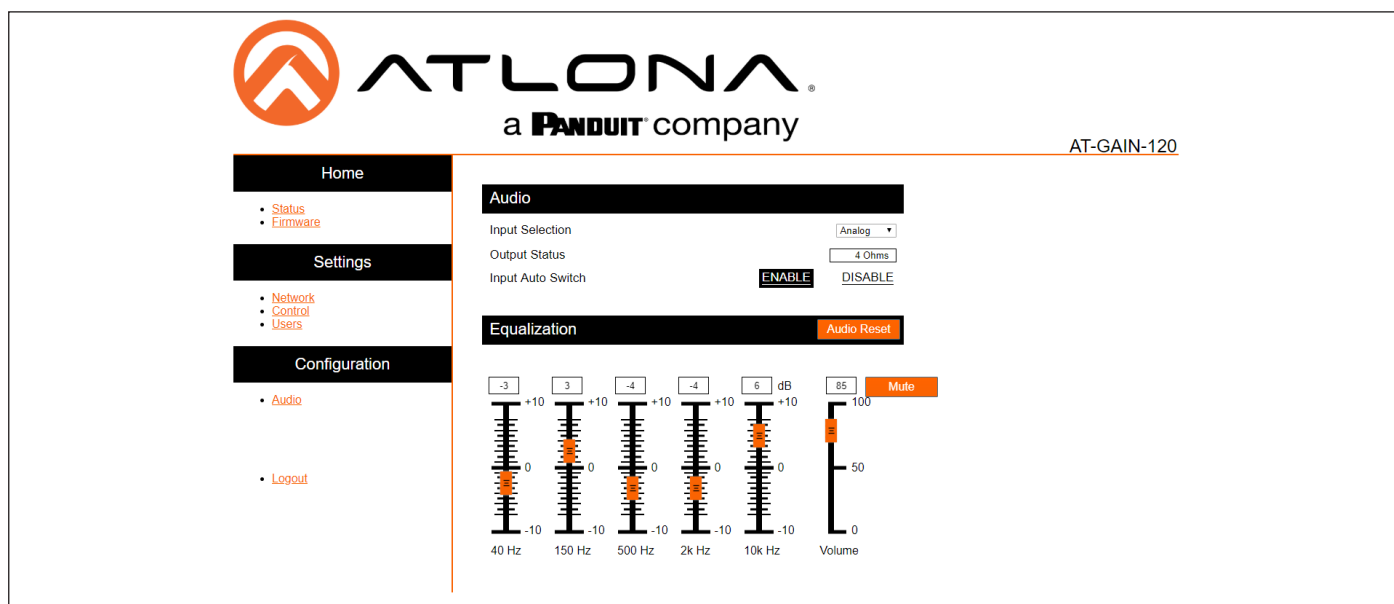 ATLONA®
a PANDUIT® company
AT-GAIN-120
Home
Status
Firmware
Settings
Network
Control
Users
Configuration
Audio
Logout
Audio
Input Selection Analog
Output Status 4 Ohms
Input Auto Switch ENABLE DISABLE
Equalization Audio Reset
-3 3 -4 -4 6 dB 85 Mute
+10 +10 +10 +10 +10 100
0 0 0 0 0 50
-10 -10 -10 -10 -10 0
40 Hz 150 Hz 500 Hz 2k Hz 10k Hz Volume